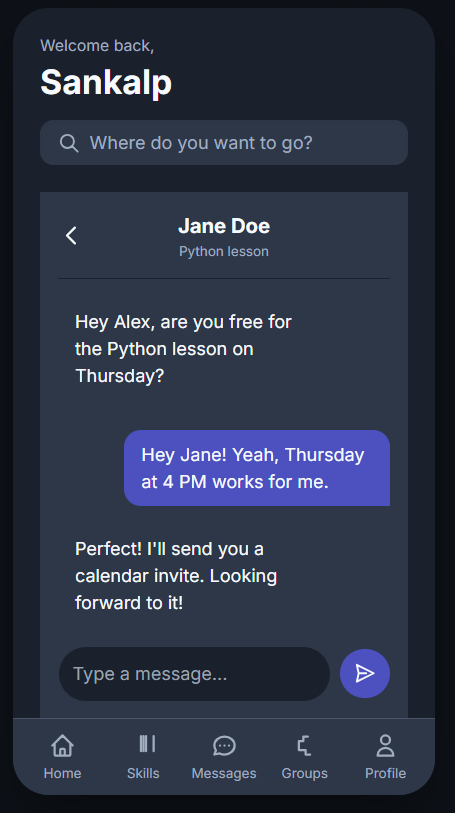 Welcome back,
Sankalp
Where do you want to go?
Jane Doe
Python lesson
Hey Alex, are you free for
the Python lesson on
Thursday?
Hey Jane! Yeah, Thursday
at 4 PM works for me.
Perfect! I'll send you a
calendar invite. Looking
forward to it!
Type a message...
Home Skills Messages Groups Profile